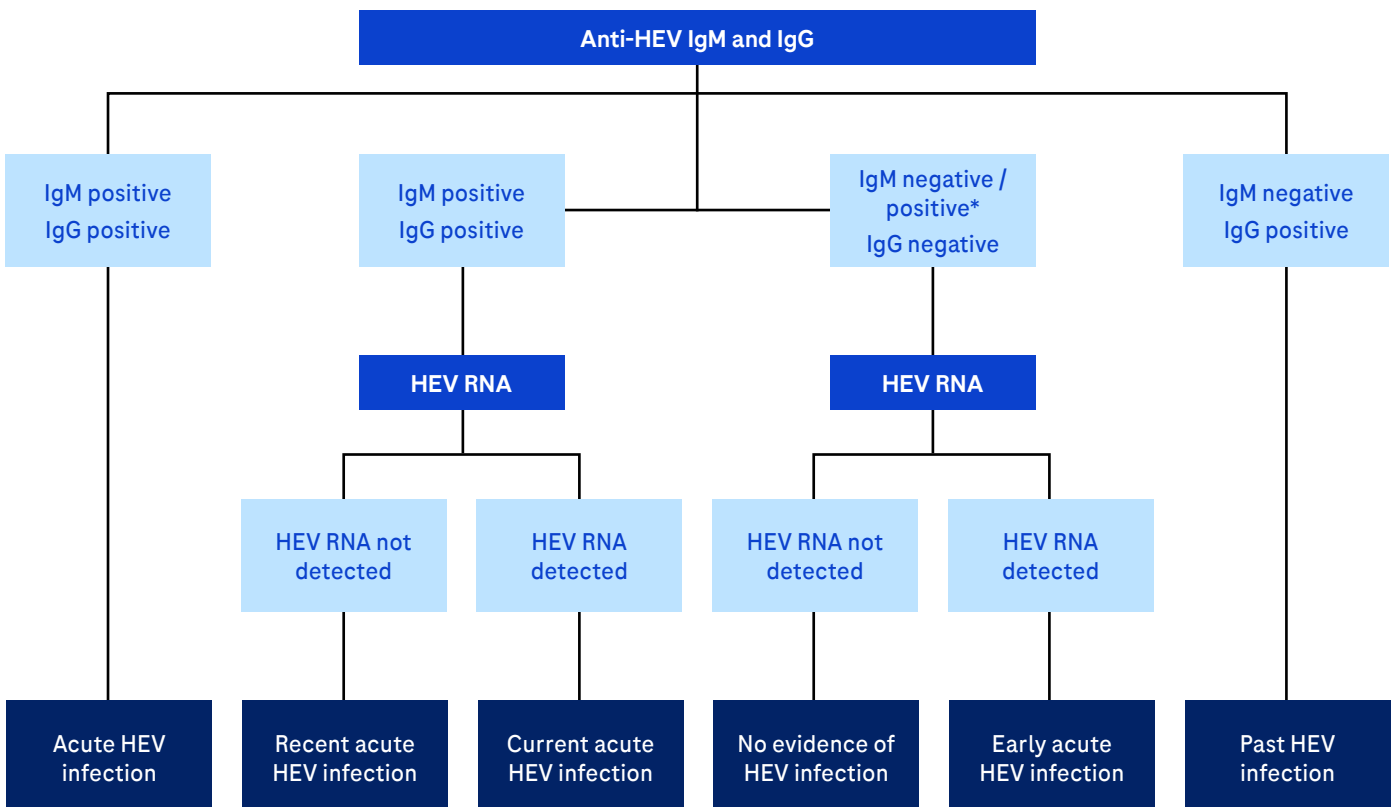 Anti-HEV IgM and IgG
IgM positive
IgG positive
IgM positive
IgG positive
IgM negative /
positive*
IgG negative
IgM negative
IgG positive
HEV RNA
HEV RNA
HEV RNA not
detected
HEV RNA
detected
HEV RNA not
detected
HEV RNA
detected
Acute HEV
infection
Recent acute
HEV infection
Current acute
HEV infection
No evidence of
HEV infection
Early acute
HEV infection
Past HEV
infection